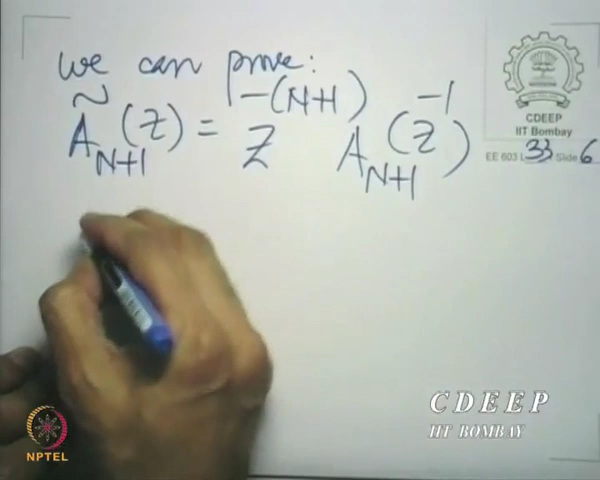 we can prove:
Ã_{N+1}(z) = z^{-(N+1)} A_{N+1}(z^{-1})
CDEEP
IIT Bombay
EE 603 L 33 Slide 6
CDEEP
IIT BOMBAY
NPTEL